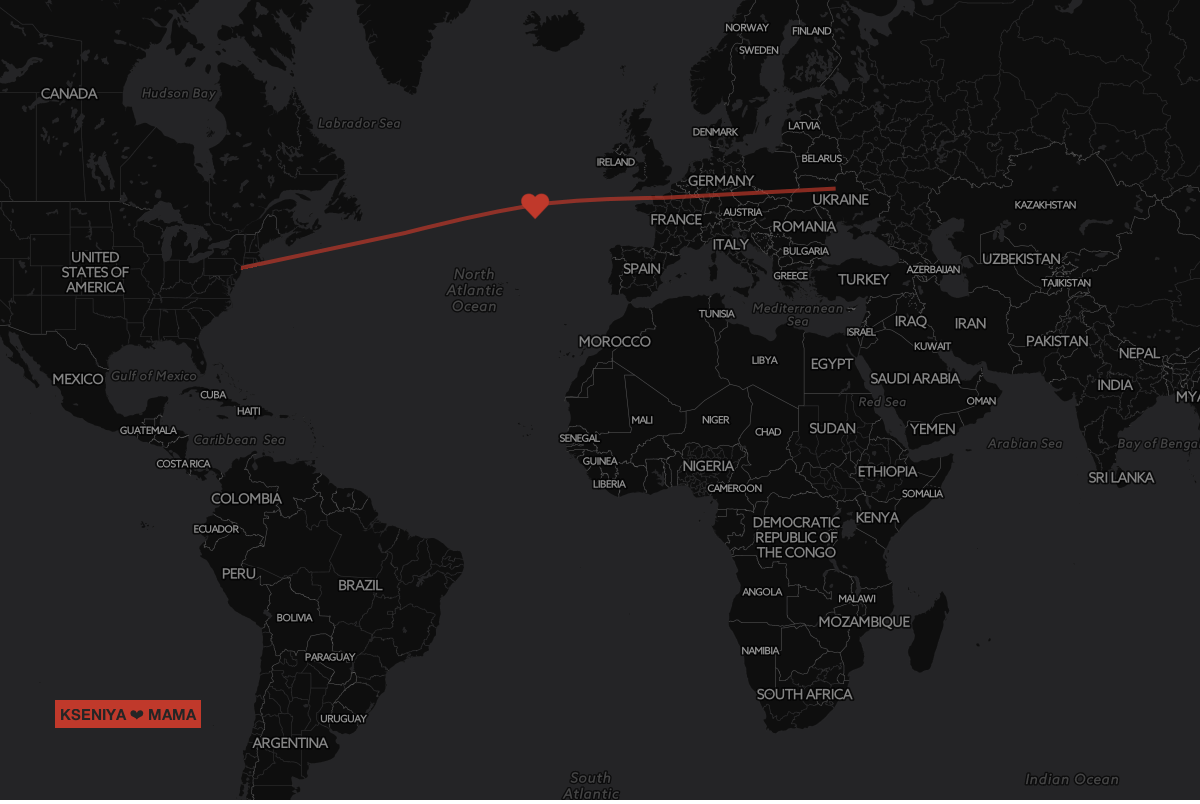 NORWAY
FINLAND
SWEDEN
CANADA
Hudson Bay
Labrador Sea
DENMARK
LATVIA
IRELAND
BELARUS
GERMANY
UKRAINE
FRANCE
AUSTRIA
ROMANIA
KAZAKHSTAN
ITALY
BULGARIA
UNITED
STATES OF
AMERICA
UZBEKISTAN
SPAIN
GREECE
TURKEY
AZERBAIJAN
TAJIKISTAN
North
Atlantic
Ocean
TUNISIA
Mediterranean
Sea
IRAQ
IRAN
ISRAEL
MOROCCO
KUWAIT
PAKISTAN
NEPAL
LIBYA
EGYPT
MEXICO
Gulf of Mexico
SAUDI ARABIA
INDIA
CUBA
HAITI
Red Sea
OMAN
MYA
MALI
NIGER
CHAD
SUDAN
YEMEN
GUATEMALA
Caribbean Sea
SENEGAL
Arabian Sea
Bay of Bengal
COSTA RICA
GUINEA
NIGERIA
ETHIOPIA
LIBERIA
CAMEROON
SOMALIA
SRI LANKA
COLOMBIA
ECUADOR
DEMOCRATIC
REPUBLIC OF
THE CONGO
KENYA
PERU
BRAZIL
ANGOLA
MALAWI
BOLIVIA
MOZAMBIQUE
PARAGUAY
NAMIBIA
SOUTH AFRICA
KSENIYA ❤ MAMA
URUGUAY
ARGENTINA
South
Atlantic
Indian Ocean